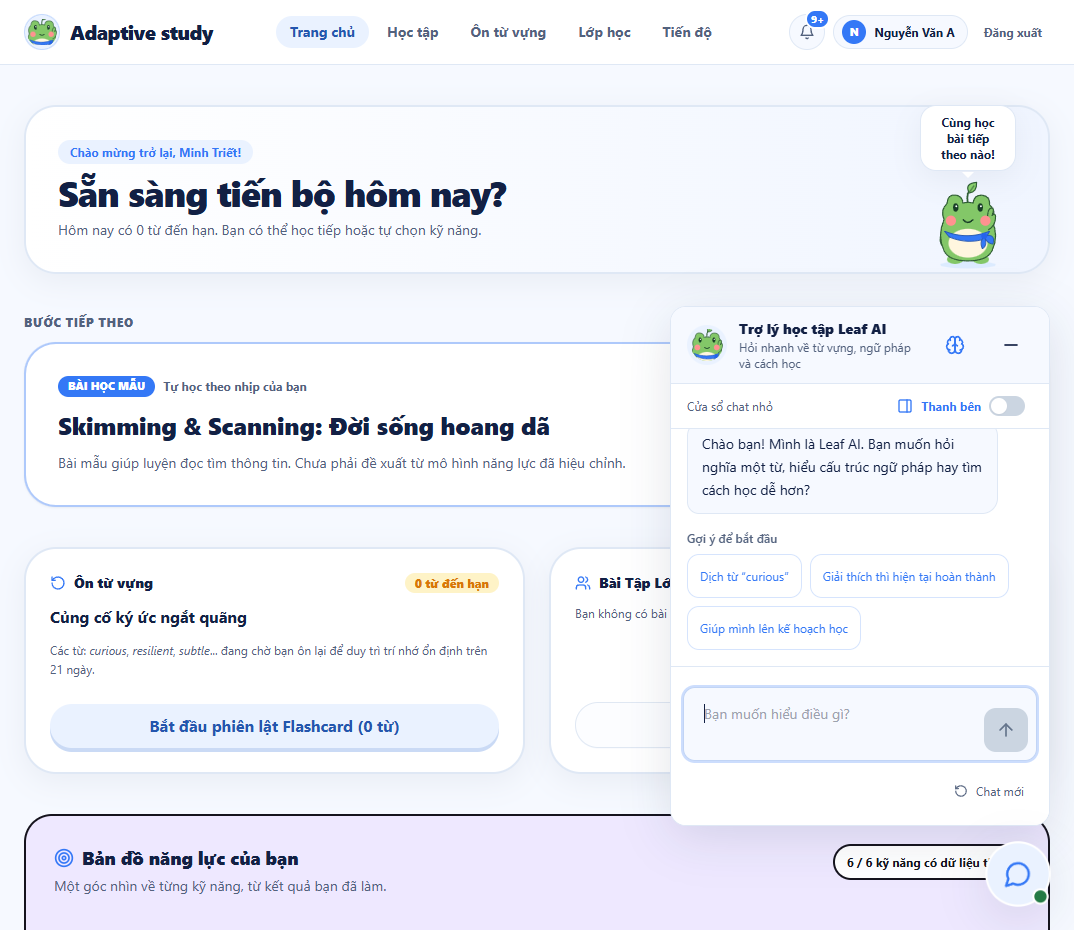 Adaptive study
Trang chủ
Học tập
Ôn từ vựng
Lớp học
Tiến độ
9+
N
Nguyễn Văn A
Đăng xuất
Chào mừng trở lại, Minh Triết!
Sẵn sàng tiến bộ hôm nay?
Hôm nay có 0 từ đến hạn. Bạn có thể học tiếp hoặc tự chọn kỹ năng.
Cùng học
bài tiếp
theo nào!
BƯỚC TIẾP THEO
BÀI HỌC MẪU
Tự học theo nhịp của bạn
Skimming & Scanning: Đời sống hoang dã
Bài mẫu giúp luyện đọc tìm thông tin. Chưa phải đề xuất từ mô hình năng lực đã hiệu chỉnh.
Ôn từ vựng
0 từ đến hạn
Củng cố ký ức ngắt quãng
Các từ: curious, resilient, subtle... đang chờ bạn ôn lại để duy trì trí nhớ ổn định trên
21 ngày.
Bắt đầu phiên lật Flashcard (0 từ)
Bài Tập Lớ
Bạn không có bài
Trợ lý học tập Leaf AI
Hỏi nhanh về từ vựng, ngữ pháp
và cách học
Cửa sổ chat nhỏ
Thanh bên
Chào bạn! Mình là Leaf AI. Bạn muốn hỏi
nghĩa một từ, hiểu cấu trúc ngữ pháp hay tìm
cách học dễ hơn?
Gợi ý để bắt đầu
Dịch từ "curious"
Giải thích thì hiện tại hoàn thành
Giúp mình lên kế hoạch học
Bạn muốn hiểu điều gì?
Chat mới
Bản đồ năng lực của bạn
Một góc nhìn về từng kỹ năng, từ kết quả bạn đã làm.
6 / 6 kỹ năng có dữ liệu